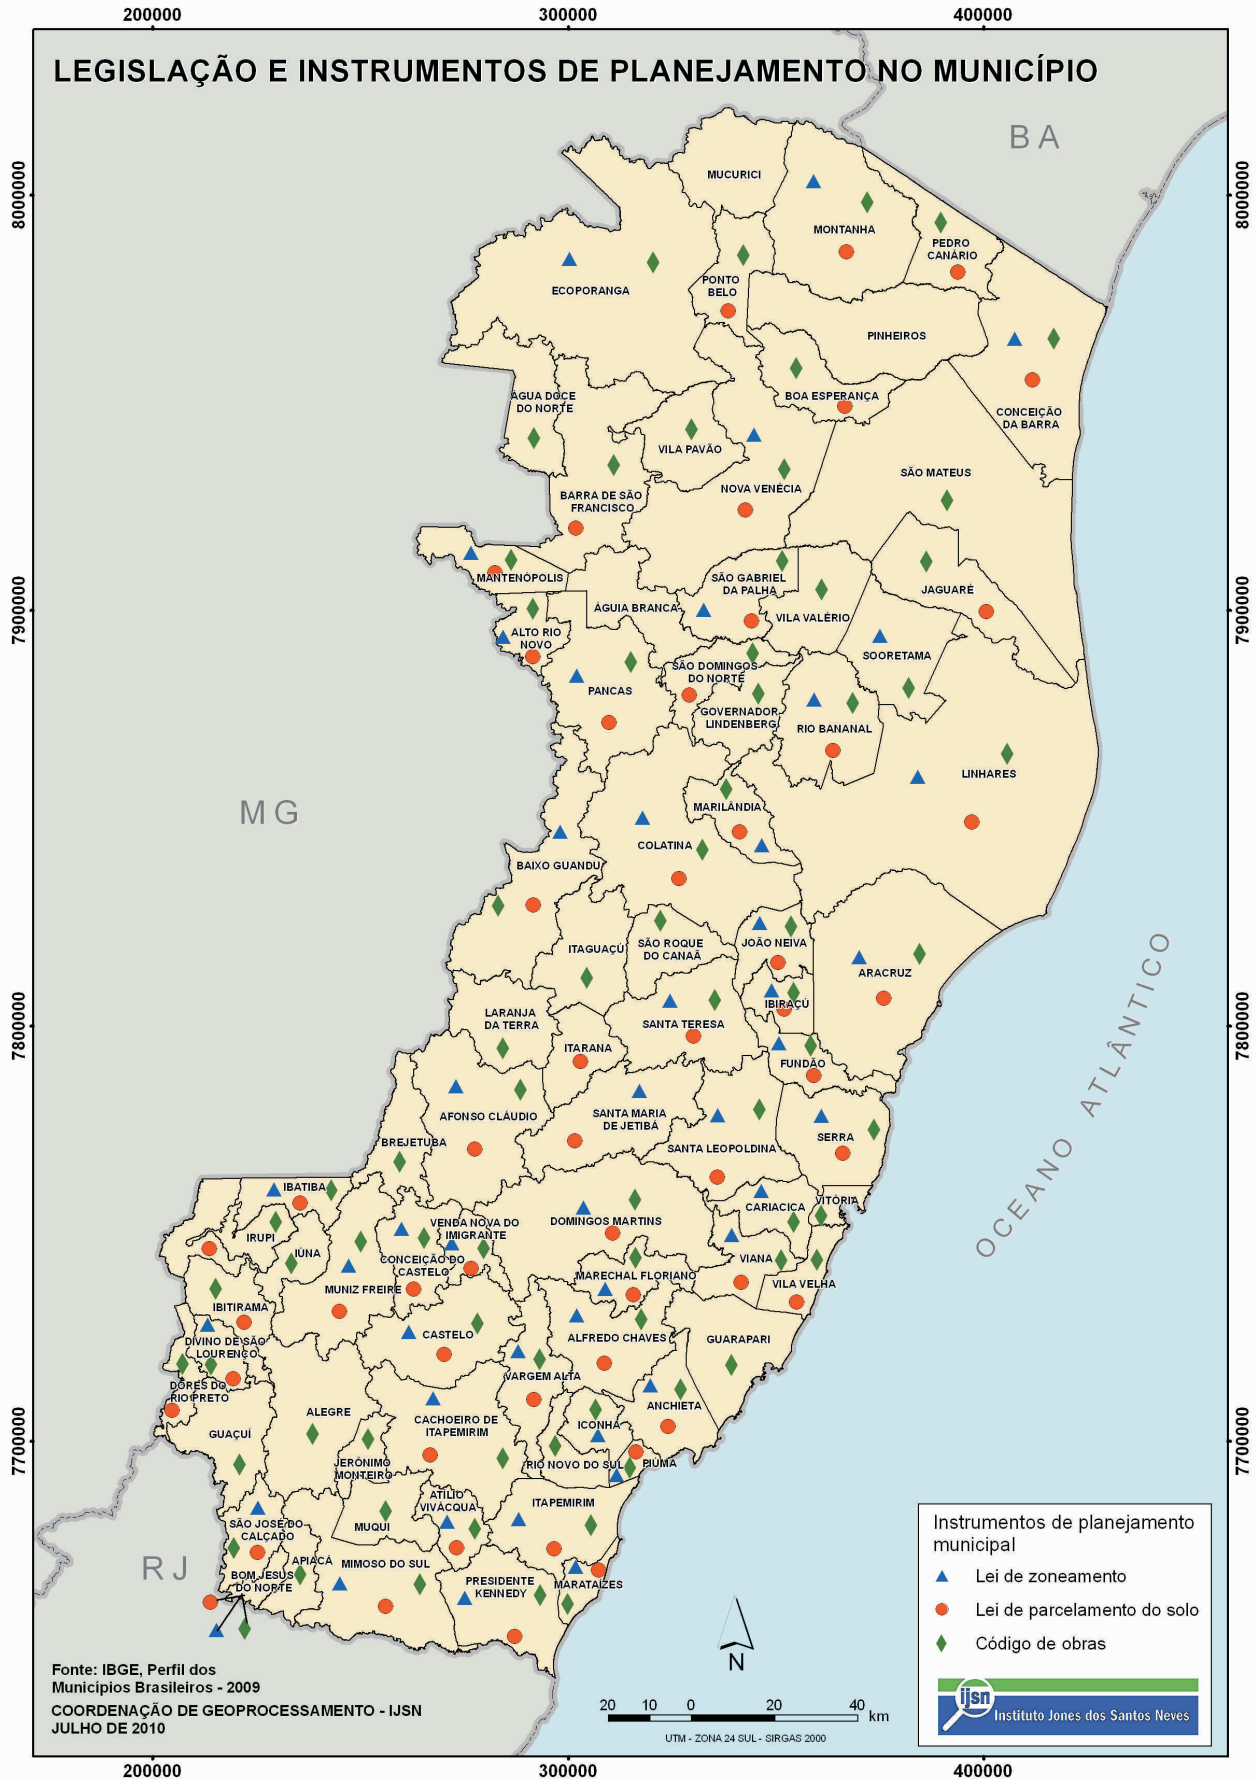 200000
300000
400000
LEGISLAÇÃO E INSTRUMENTOS DE PLANEJAMENTO NO MUNICÍPIO
BA
MUCURICI
8000000
8000000
MONTANHA
PEDRO
CANÁRIO
ECOPORANGA
PONTO
BELO
PINHEIROS
ÁGUA DOCE
DO NORTE
BOA ESPERANÇA
CONCEIÇÃO
DA BARRA
VILA PAVÃO
SÃO MATEUS
NOVA VENÉCIA
BARRA DE SÃO
FRANCISCO
MANTENÓPOLIS
SÃO GABRIEL
DA PALHA
JAGUARÉ
7900000
7900000
ÁGUIA BRANCA
VILA VALÉRIO
ALTO RIO
NOVO
SOORETAMA
SÃO DOMINGOS
DO NORTE
PANCAS
GOVERNADOR
LINDENBERG
RIO BANANAL
LINHARES
MG
MARILÂNDIA
COLATINA
BAIXO GUANDU
ITAGUAÇÚ
SÃO ROQUE
DO CANAÃ
JOÃO NEIVA
ARACRUZ
IBIRAÇÚ
LARANJA
DA TERRA
SANTA TERESA
7800000
7800000
ITARANA
FUNDÃO
OCEANO ATLÂNTICO
AFONSO CLÁUDIO
SANTA MARIA
DE JETIBÁ
SERRA
BREJETUBA
SANTA LEOPOLDINA
IBATIBA
VITÓRIA
CARIACICA
DOMINGOS MARTINS
VENDA NOVA DO
IMIGRANTE
IRUPI
IÚNA
CONCEIÇÃO DO
CASTELO
VIANA
MARECHAL FLORIANO
VILA VELHA
MUNIZ FREIRE
IBITIRAMA
CASTELO
ALFREDO CHAVES
GUARAPARI
DIVINO DE SÃO
LOURENÇO
VARGEM ALTA
DORES DO
RIO PRETO
ANCHIETA
ALEGRE
CACHOEIRO DE
ITAPEMIRIM
ICONHA
GUAÇUÍ
7700000
7700000
JERÔNIMO
MONTEIRO
RIO NOVO DO SUL
PIÚMA
ATÍLIO
VIVÁCQUA
ITAPEMIRIM
SÃO JOSÉ DO
CALÇADO
MUQUI
APIACÁ
MIMOSO DO SUL
RJ
BOM JESUS
DO NORTE
PRESIDENTE
KENNEDY
MARATAÍZES
Instrumentos de planejamento
municipal
Lei de zoneamento
Lei de parcelamento do solo
Código de obras
N
Fonte: IBGE, Perfil dos
Municípios Brasileiros - 2009
COORDENAÇÃO DE GEOPROCESSAMENTO - IJSN
JULHO DE 2010
20 10 0 20 40 km
UTM - ZONA 24 SUL - SIRGAS 2000
ijsn
Instituto Jones dos Santos Neves
200000
300000
400000